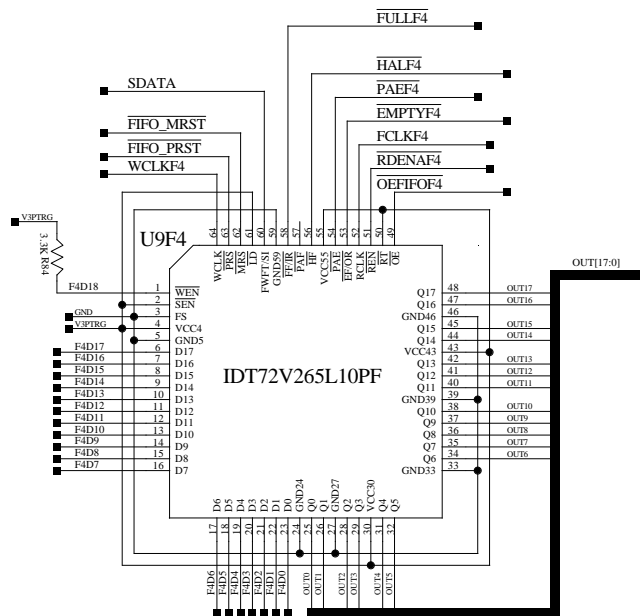 FULLF4
HALF4
SDATA
PAEF4
EMPTYF4
FIFO_MRST
FCLKF4
FIFO_PRST
RDENAF4
WCLKF4
OEFIFOF4
64 63 62 61 60 59 58 57 56 55 54 53 52 51 50 49
V3PTRG
U9F4
OUT[17:0]
3.3K R84
WCLK PRS MRS LD FWFT/SI GND59 FF/IR PAF HF VCC55 PAE EF/OR RCLK REN RT OE
F4D18 1 WEN Q17 48 OUT17
2 SEN Q16 47 OUT16
GND 3 FS GND46 46
V3PTRG 4 VCC4 Q15 45 OUT15
5 GND5 Q14 44 OUT14
F4D17 6 D17 VCC43 43
F4D16 7 D16 Q13 42 OUT13
F4D15 8 D15 Q12 41 OUT12
F4D14 9 D14 Q11 40 OUT11
IDT72V265L10PF
F4D13 10 D13 GND39 39
F4D12 11 D12 Q10 38 OUT10
F4D11 12 D11 Q9 37 OUT9
F4D10 13 D10 Q8 36 OUT8
F4D9 14 D9 Q7 35 OUT7
F4D8 15 D8 Q6 34 OUT6
F4D7 16 D7 GND33 33
D6 D5 D4 D3 D2 D1 D0 GND24 Q0 Q1 GND27 Q2 Q3 VCC30 Q4 Q5
17 18 19 20 21 22 23 24 25 26 27 28 29 30 31 32
F4D6 F4D5 F4D4 F4D3 F4D2 F4D1 F4D0 OUT0 OUT1 OUT2 OUT3 OUT4 OUT5